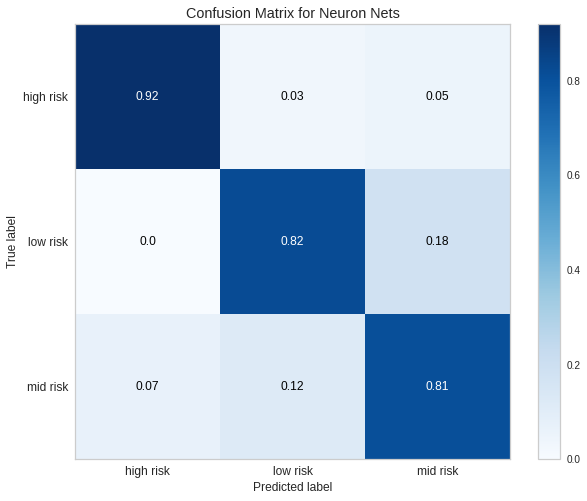 Confusion Matrix for Neuron Nets
high risk
0.92
0.03
0.05
low risk
0.0
0.82
0.18
mid risk
0.07
0.12
0.81
high risk
low risk
mid risk
Predicted label
True label
0.8
0.6
0.4
0.2
0.0